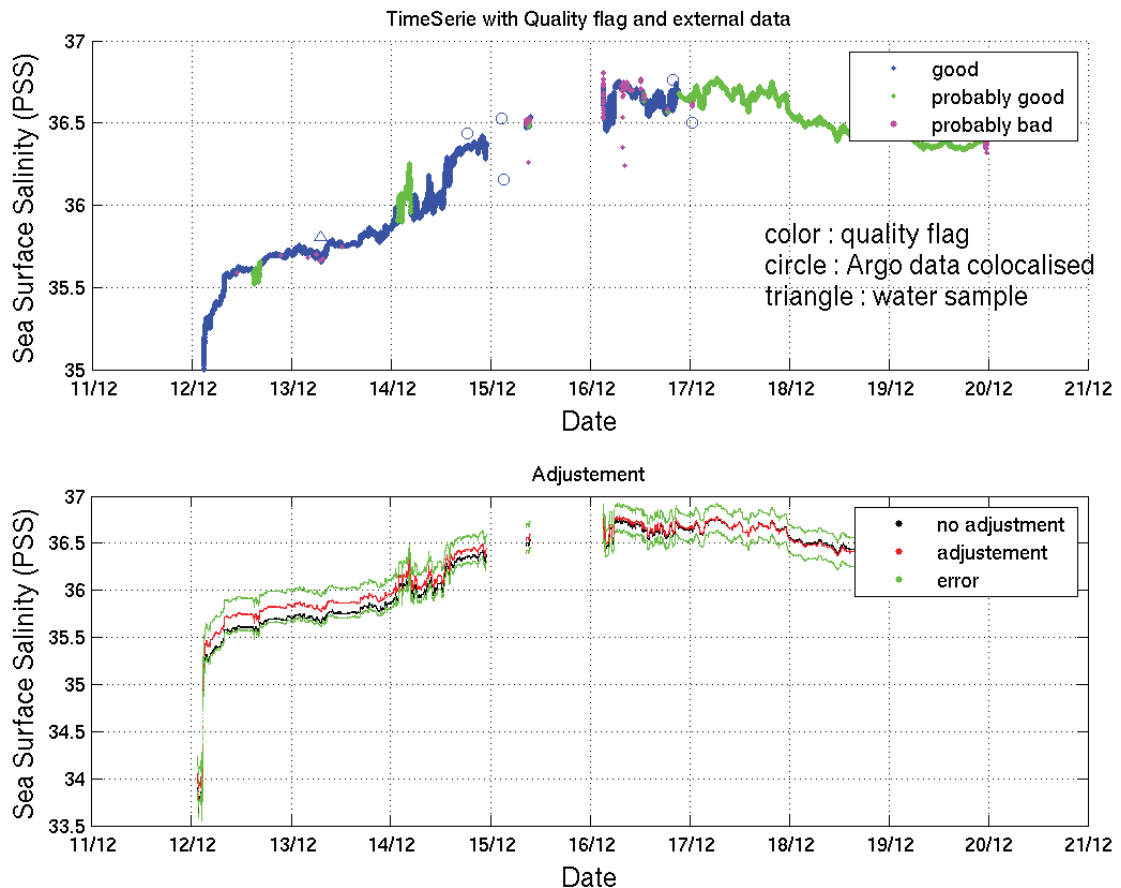 TimeSerie with Quality flag and external data
Sea Surface Salinity (PSS)
37
36.5
36
35.5
35
good
probably good
probably bad
color : quality flag
circle : Argo data colocalised
triangle : water sample
11/12 12/12 13/12 14/12 15/12 16/12 17/12 18/12 19/12 20/12 21/12
Date
Adjustement
Sea Surface Salinity (PSS)
37
36.5
36
35.5
35
34.5
34
33.5
no adjustment
adjustement
error
11/12 12/12 13/12 14/12 15/12 16/12 17/12 18/12 19/12 20/12 21/12
Date